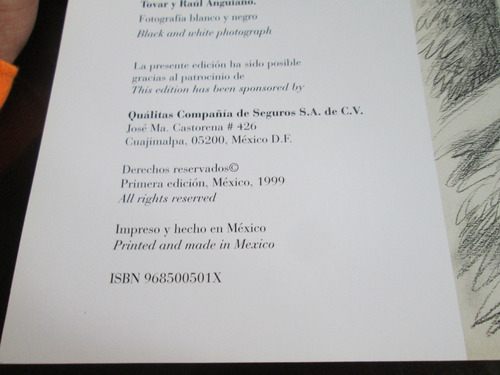 Tovar y Raúl Anguiano.
Fotografía blanco y negro
Black and white photograph
La presente edición ha sido posible
gracias al patrocinio de
This edition has been sponsored by
Quálitas Compañía de Seguros S.A. de C.V.
José Ma. Castorena # 426
Cuajimalpa, 05200, México D.F.
Derechos reservados©
Primera edición, México, 1999
All rights reserved
Impreso y hecho en México
Printed and made in Mexico
ISBN 968500501X